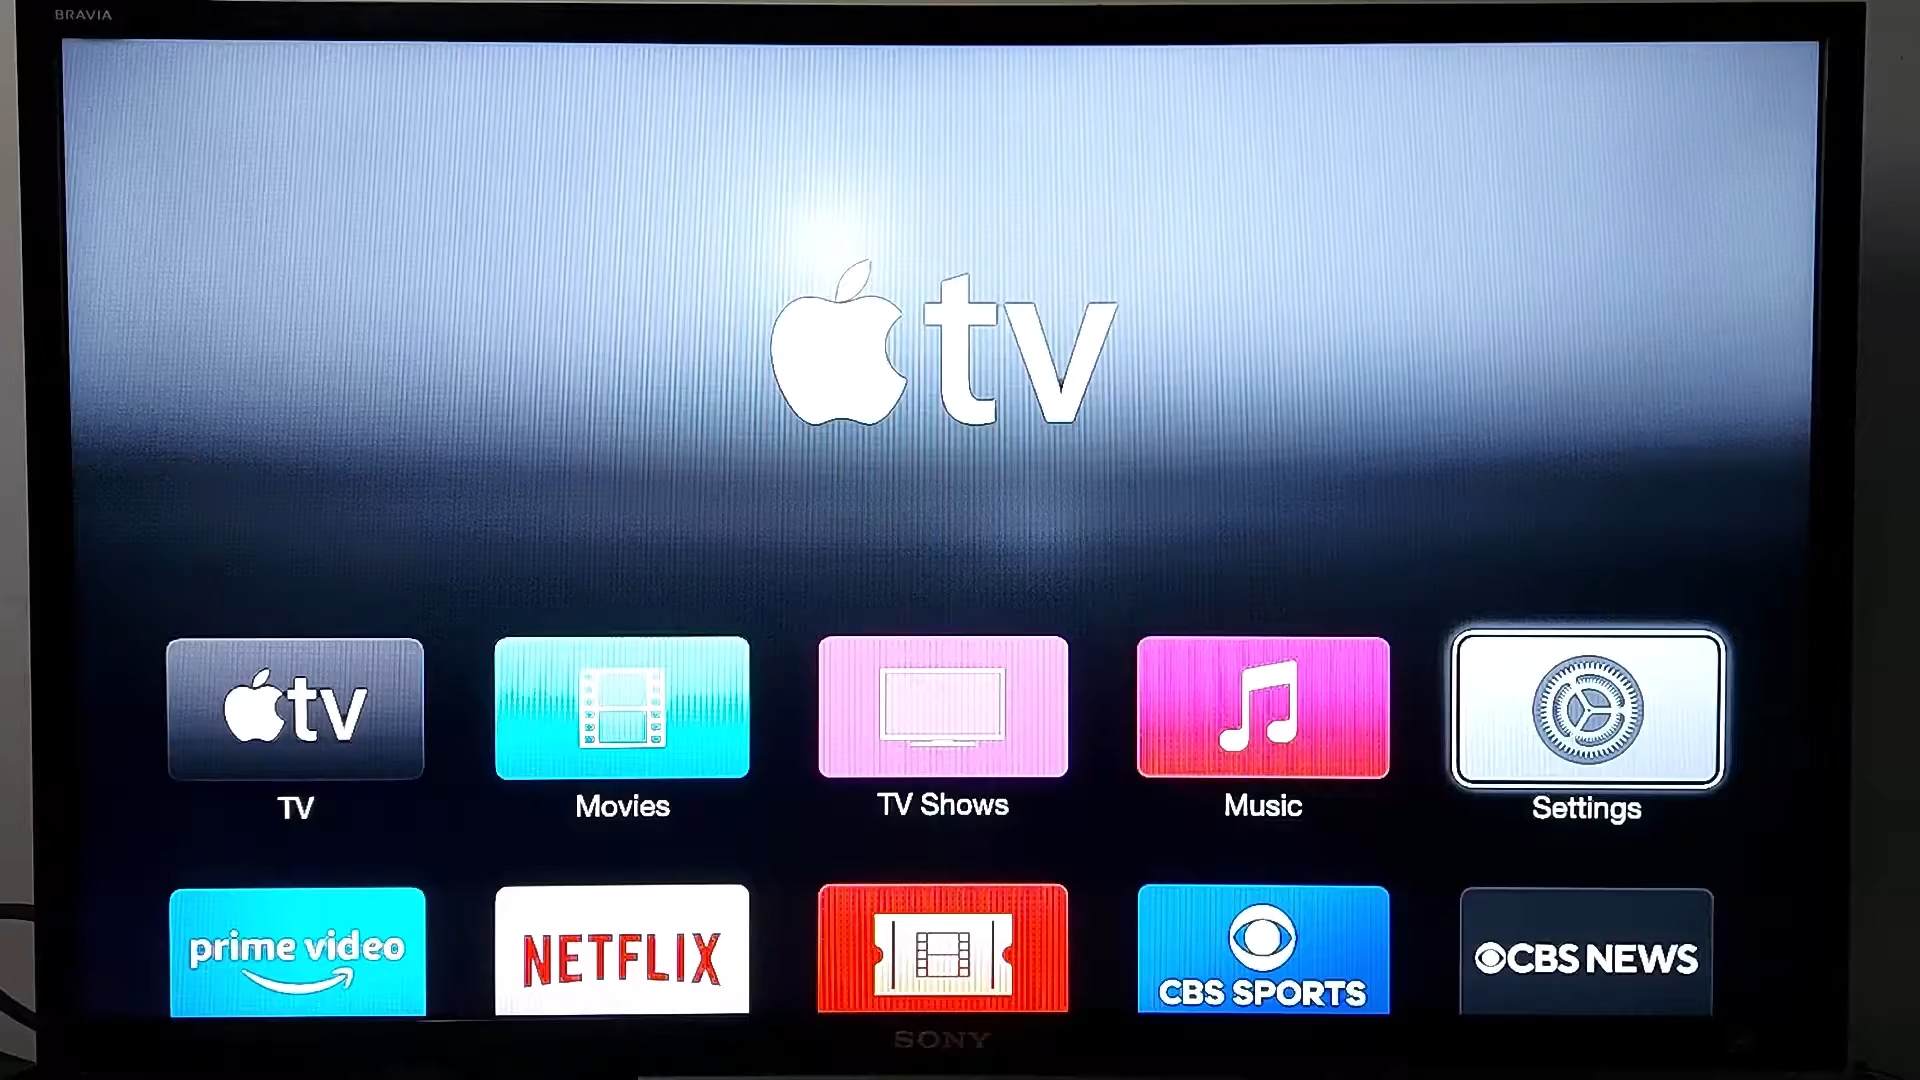 BRAVIA
tv
tv
TV
Movies
TV Shows
Music
Settings
prime video
NETFLIX
CBS SPORTS
CBS NEWS
SONY